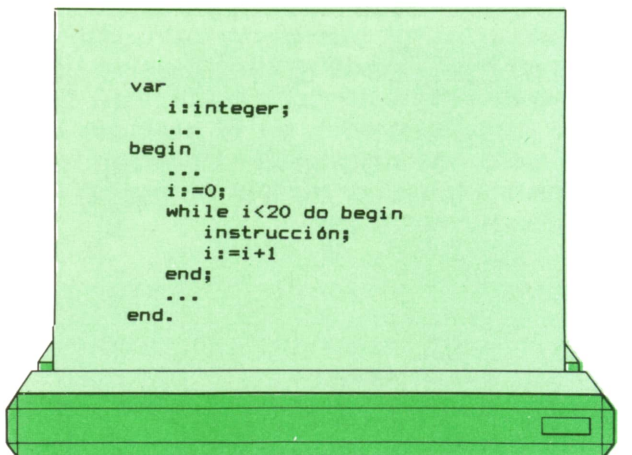 var
i:integer;
...
begin
...
i:=0;
while i<20 do begin
instrucción;
i:=i+1
end;
...
end.